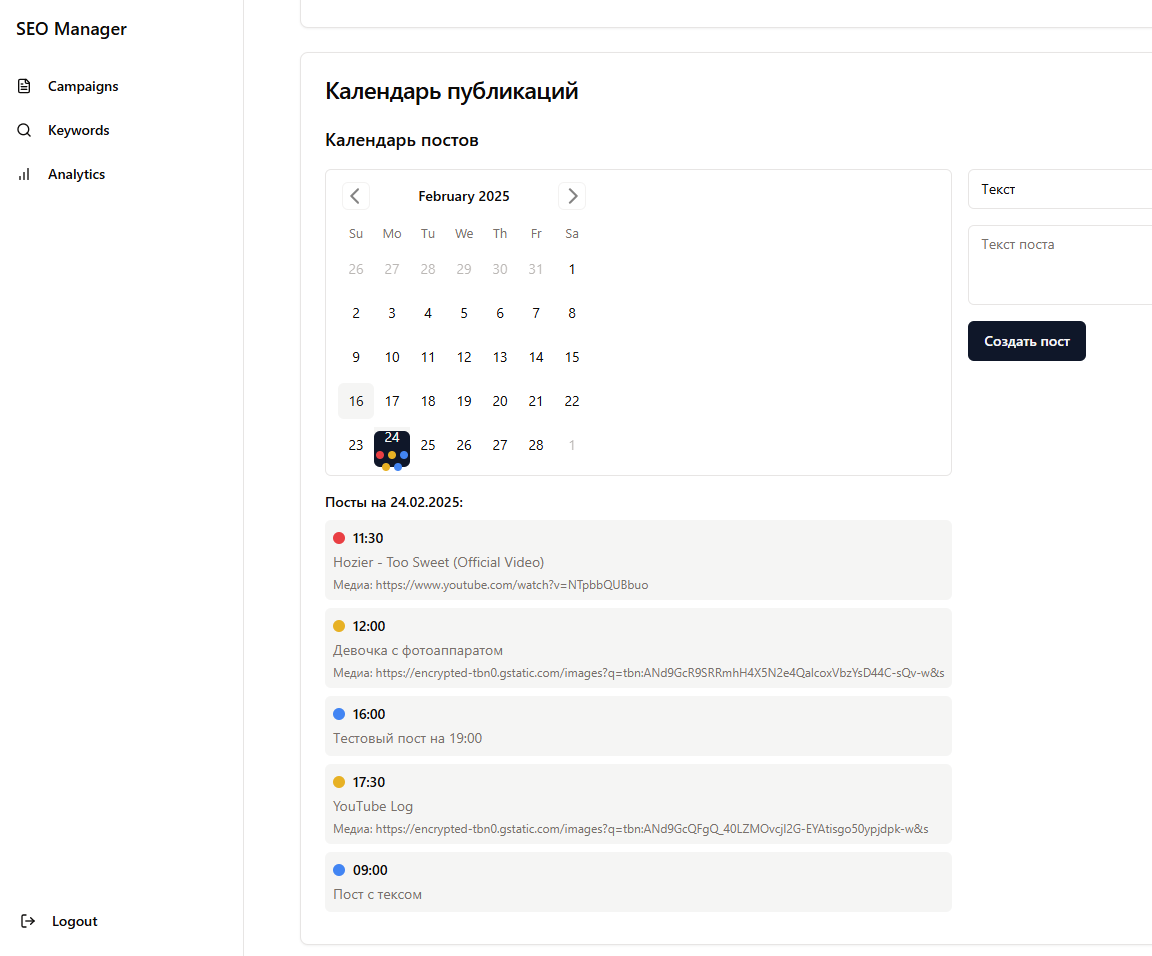 SEO Manager
Campaigns
Keywords
Analytics
Logout
Календарь публикаций
Календарь постов
February 2025
Su Mo Tu We Th Fr Sa
26 27 28 29 30 31 1
2 3 4 5 6 7 8
9 10 11 12 13 14 15
16 17 18 19 20 21 22
23 24 25 26 27 28 1
Текст
Текст поста
Создать пост
Посты на 24.02.2025:
11:30
Hozier - Too Sweet (Official Video)
Медиа: https://www.youtube.com/watch?v=NTpbbQUBbuo
12:00
Девочка с фотоаппаратом
Медиа: https://encrypted-tbn0.gstatic.com/images?q=tbn:ANd9GcR9SRRmhH4X5N2e4QalcoxVbzYsD44C-sQv-w&s
16:00
Тестовый пост на 19:00
17:30
YouTube Log
Медиа: https://encrypted-tbn0.gstatic.com/images?q=tbn:ANd9GcQFgQ_40LZMOvcjI2G-EYAtisgo50ypjdpk-w&s
09:00
Пост с тексом